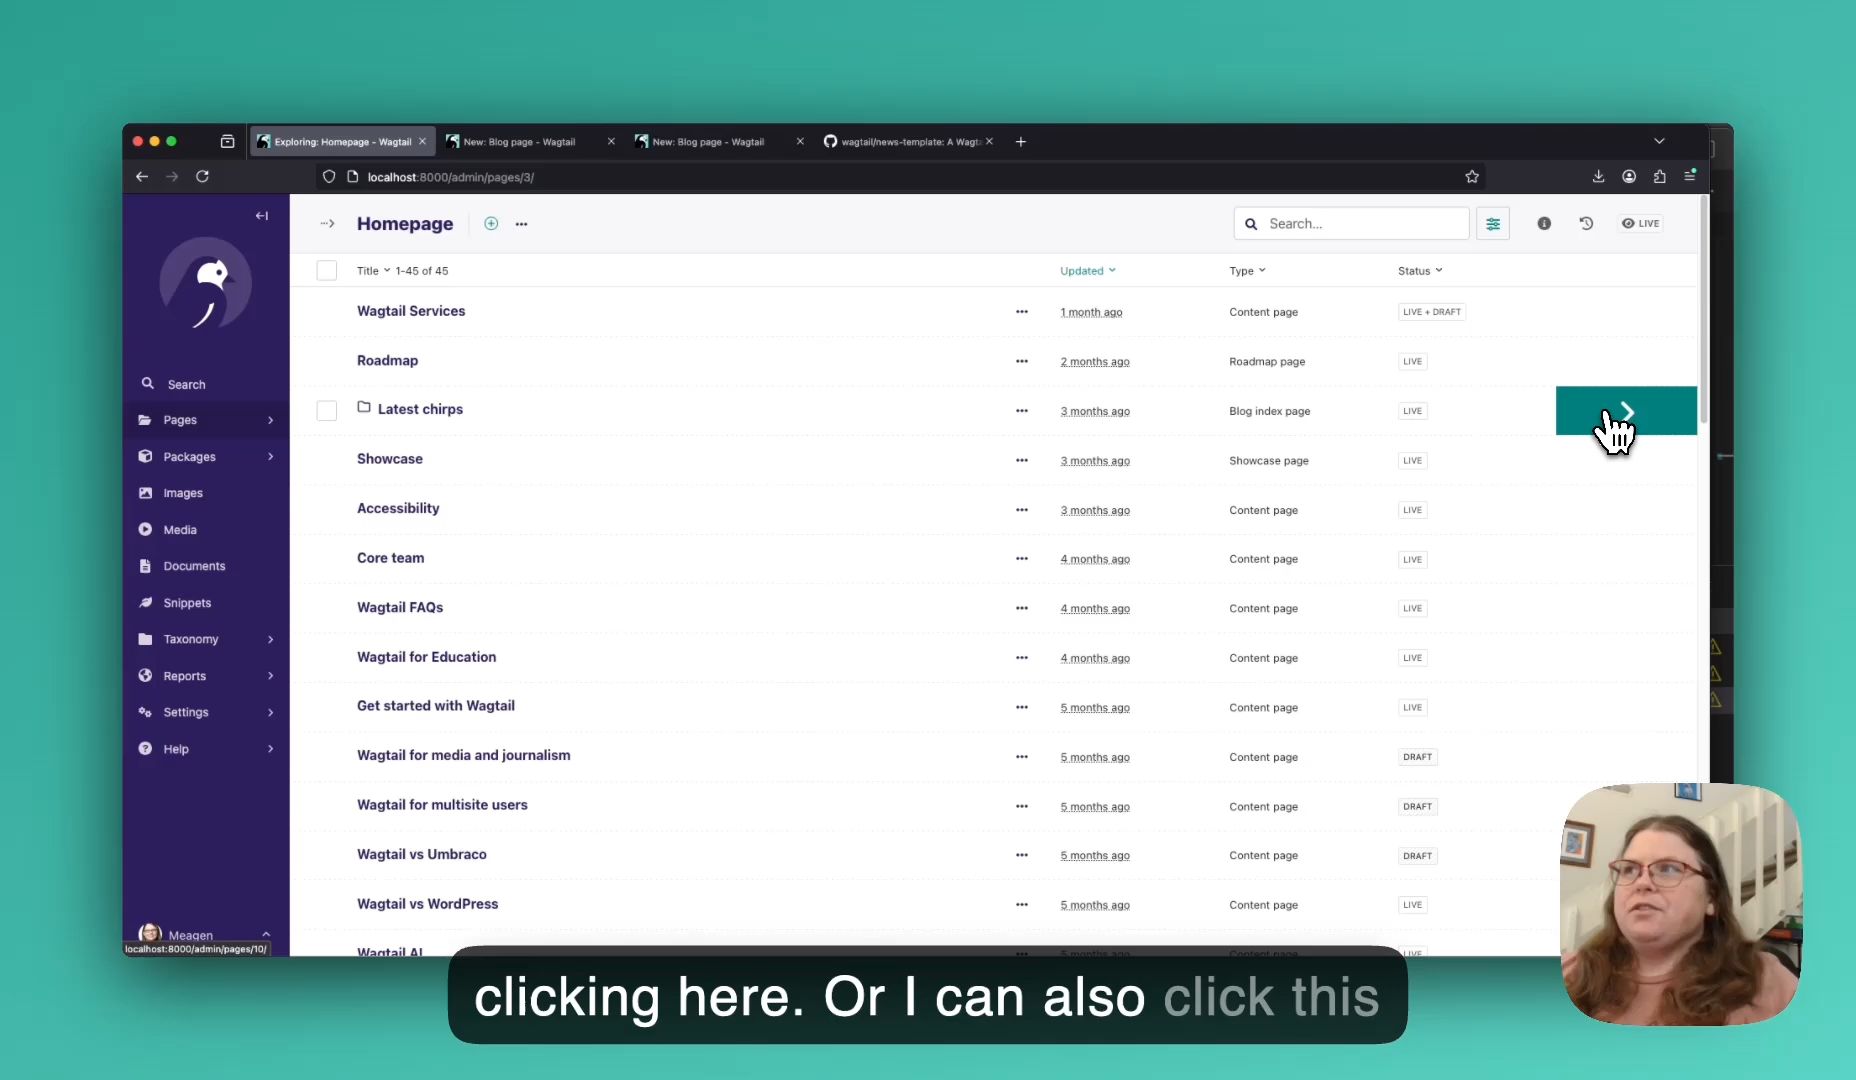 Exploring: Homepage - Wagtail
New: Blog page - Wagtail
New: Blog page - Wagtail
wagtail/news-template: A Wagt
localhost:8000/admin/pages/3/
Homepage
Search...
LIVE
Title 1-45 of 45
Updated
Type
Status
Wagtail Services
1 month ago
Content page
LIVE + DRAFT
Roadmap
2 months ago
Roadmap page
LIVE
Latest chirps
3 months ago
Blog index page
LIVE
Showcase
3 months ago
Showcase page
LIVE
Accessibility
3 months ago
Content page
LIVE
Core team
4 months ago
Content page
LIVE
Wagtail FAQs
4 months ago
Content page
LIVE
Wagtail for Education
4 months ago
Content page
LIVE
Get started with Wagtail
5 months ago
Content page
LIVE
Wagtail for media and journalism
5 months ago
Content page
DRAFT
Wagtail for multisite users
5 months ago
Content page
DRAFT
Wagtail vs Umbraco
5 months ago
Content page
DRAFT
Wagtail vs WordPress
5 months ago
Content page
LIVE
Wagtail AI
LIVE
Search
Pages
Packages
Images
Media
Documents
Snippets
Taxonomy
Reports
Settings
Help
Meagen
localhost:8000/admin/pages/10/
clicking here. Or I can also click this